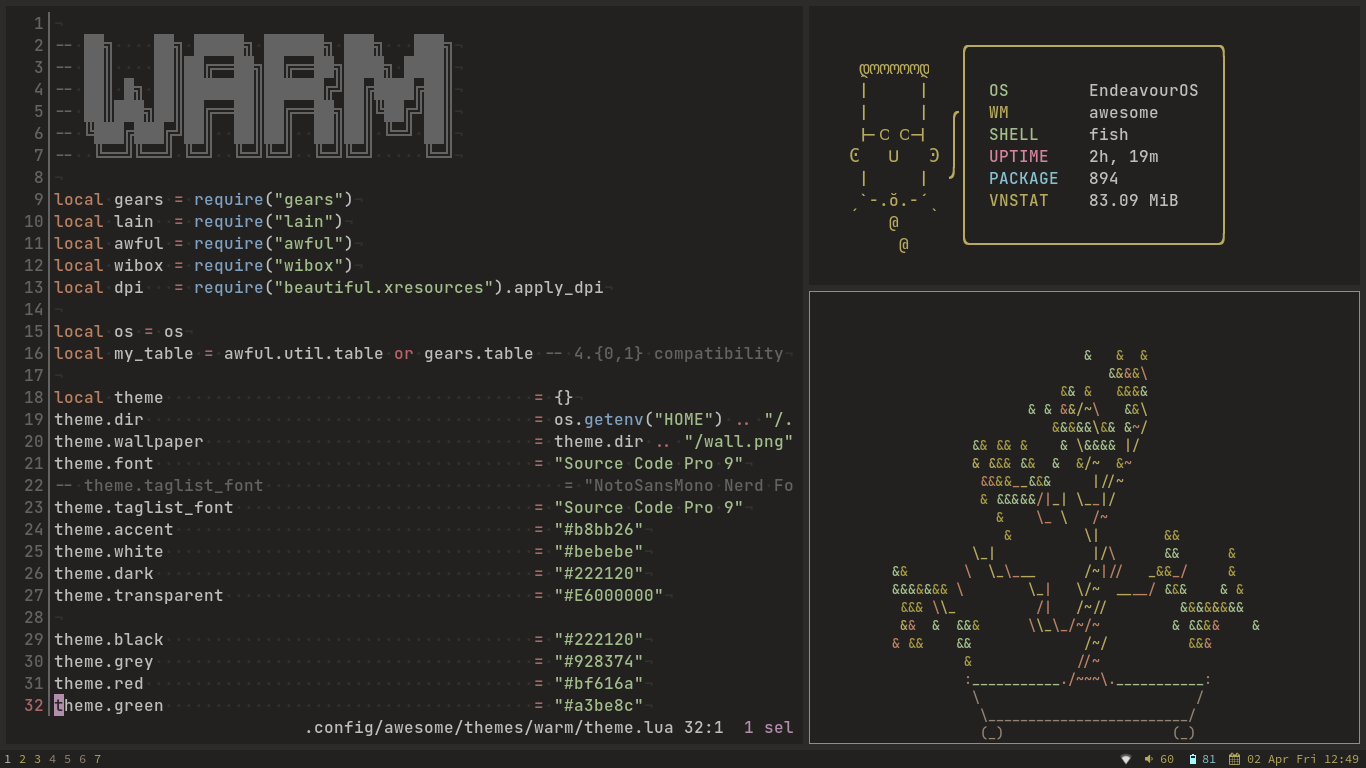 1
2 --
3 --
4 --
5 --
6 --
7 --
WARM
8
9 local gears = require("gears")
10 local lain  = require("lain")
11 local awful = require("awful")
12 local wibox = require("wibox")
13 local dpi   = require("beautiful.xresources").apply_dpi
14
15 local os = os
16 local my_table = awful.util.table or gears.table -- 4.{0,1} compatibility
17
18 local theme = {}
19 theme.dir = os.getenv("HOME") .. "/.
20 theme.wallpaper = theme.dir .. "/wall.png"
21 theme.font = "Source Code Pro 9"
22 -- theme.taglist_font = "NotoSansMono Nerd Fo
23 theme.taglist_font = "Source Code Pro 9"
24 theme.accent = "#b8bb26"
25 theme.white = "#bebebe"
26 theme.dark = "#222120"
27 theme.transparent = "#E6000000"
28
29 theme.black = "#222120"
30 theme.grey = "#928374"
31 theme.red = "#bf616a"
32 theme.green = "#a3be8c"
.config/awesome/themes/warm/theme.lua 32:1 1 sel
OS EndeavourOS
WM awesome
SHELL fish
UPTIME 2h, 19m
PACKAGE 894
VNSTAT 83.09 MiB
1 2 3 4 5 6 7
60 81 02 Apr Fri 12:49